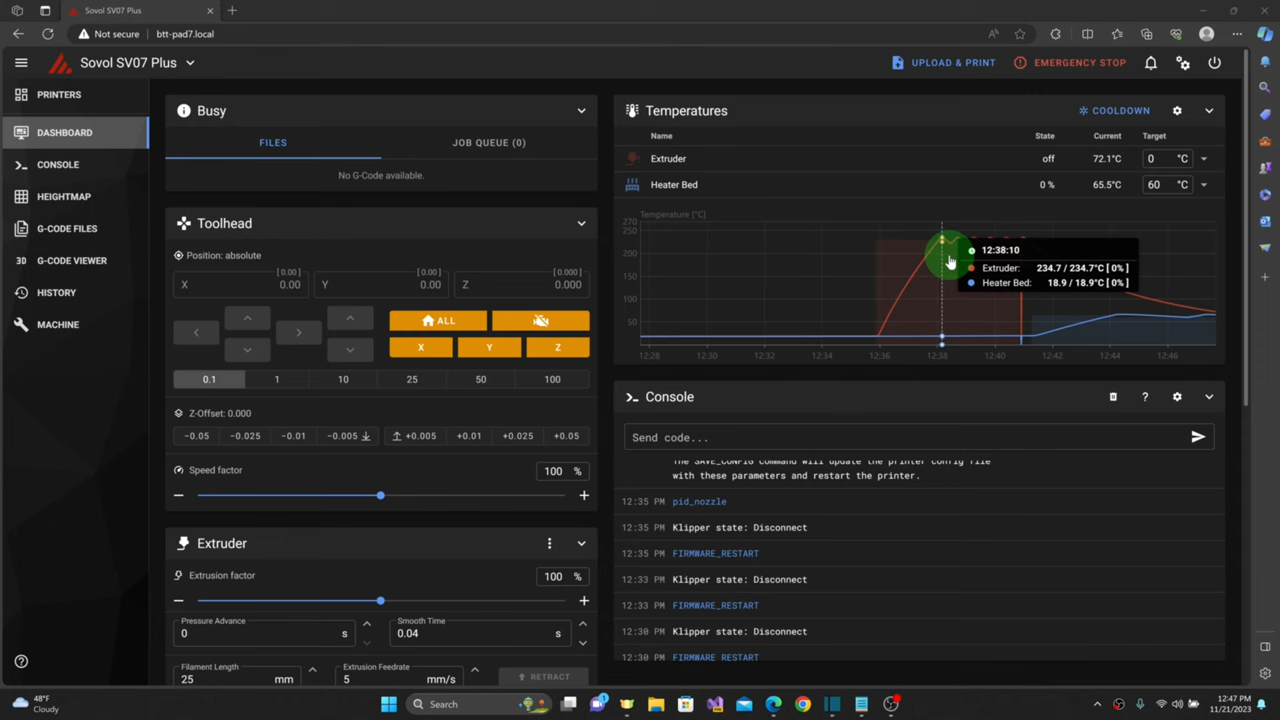 Sovol SV07 Plus
Not secure
btt-pad7.local
Sovol SV07 Plus
UPLOAD & PRINT
EMERGENCY STOP
PRINTERS
DASHBOARD
CONSOLE
HEIGHTMAP
G-CODE FILES
3D
G-CODE VIEWER
HISTORY
MACHINE
Busy
FILES
JOB QUEUE (0)
No G-Code available.
Toolhead
Position: absolute
[0.00]
X
0.00
[0.00]
Y
0.00
[0.000]
Z
0.000
ALL
X
Y
Z
0.1
1
10
25
50
100
Z-Offset: 0.000
-0.05
-0.025
-0.01
-0.005
+0.005
+0.01
+0.025
+0.05
Speed factor
100 %
Extruder
Extrusion factor
100 %
Pressure Advance
0 s
Smooth Time
0.04 s
Filament Length
25 mm
Extrusion Feedrate
5 mm/s
RETRACT
Temperatures
COOLDOWN
Name
State
Current
Target
Extruder
off
72.1°C
0 °C
Heater Bed
0 %
65.5°C
60 °C
Temperature [°C]
270
250
200
150
100
50
12:28
12:30
12:32
12:34
12:36
12:38
12:40
12:42
12:44
12:46
12:38:10
Extruder: 234.7 / 234.7°C [ 0% ]
Heater Bed: 18.9 / 18.9°C [ 0% ]
Console
Send code...
The SAVE_CONFIG command will update the printer config file
with these parameters and restart the printer.
12:35 PM pid_nozzle
12:35 PM Klipper state: Disconnect
12:35 PM FIRMWARE_RESTART
12:33 PM Klipper state: Disconnect
12:33 PM FIRMWARE_RESTART
12:30 PM Klipper state: Disconnect
12:30 PM FIRMWARE_RESTART
48°F
Cloudy
Search
1
12:47 PM
11/21/2023